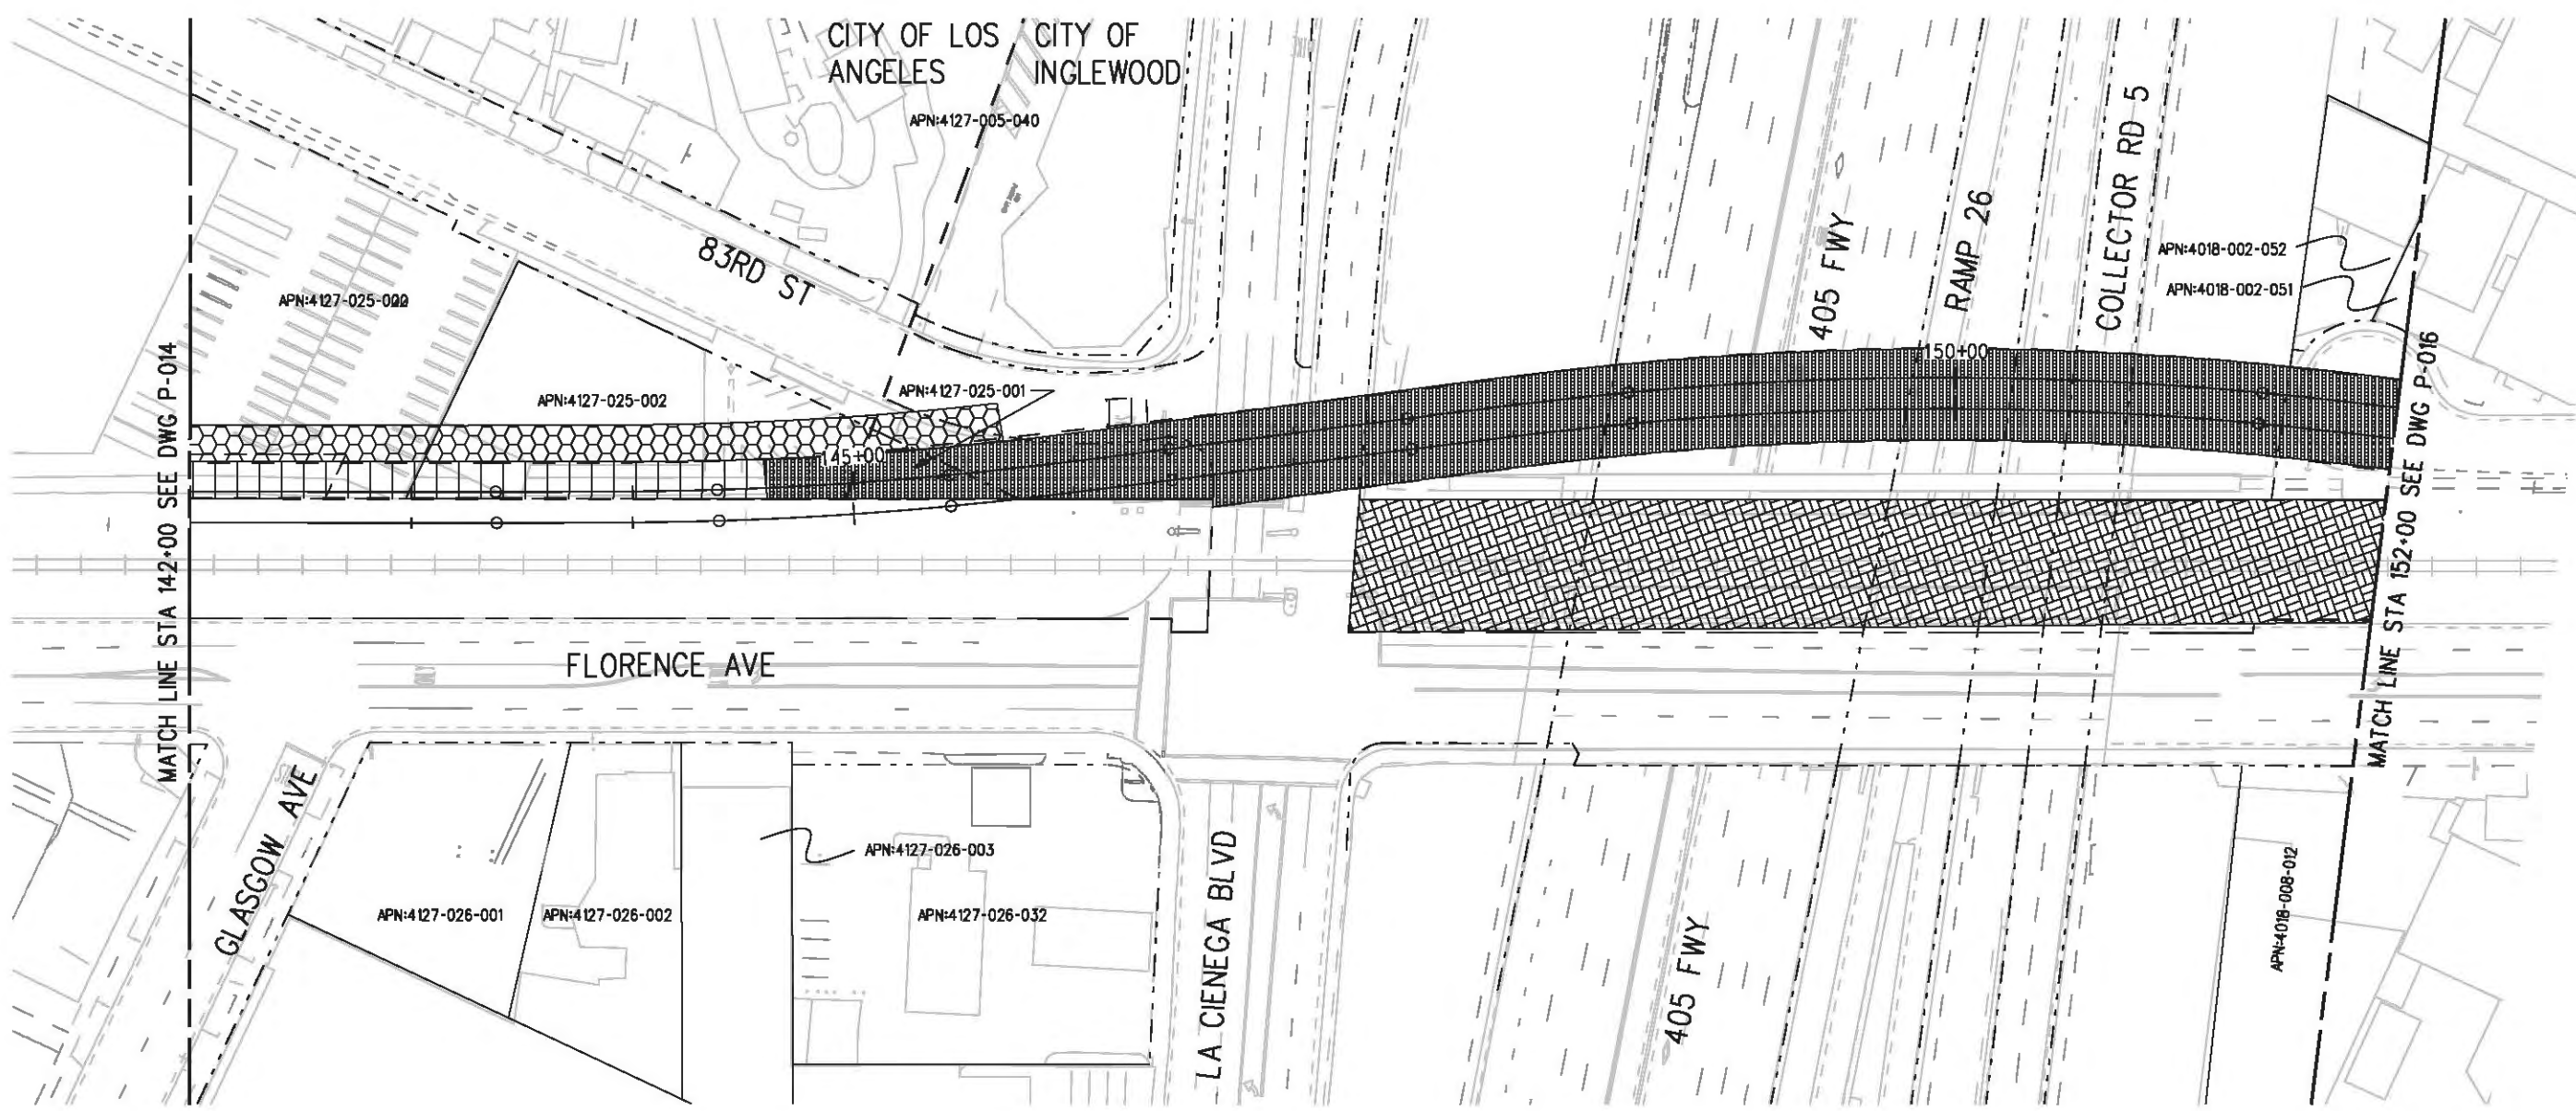 CITY OF LOS
ANGELES
CITY OF
INGLEWOOD
APN:4127-005-040
83RD ST
APN:4127-025-002
APN:4127-025-001
145+00
150+00
405 FWY
RAMP 26
COLLECTOR RD 5
APN:4018-002-052
APN:4018-002-051
MATCH LINE STA 142+00 SEE DWG P-014
MATCH LINE STA 152+00 SEE DWG P-016
FLORENCE AVE
GLASGOW AVE
APN:4127-026-001
APN:4127-026-002
APN:4127-026-003
APN:4127-026-032
LA CIENEGA BLVD
405 FWY
APN:4018-008-012